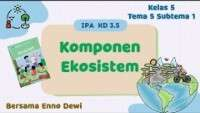 Kelas 5
Tema 5 Subtema 1
IPA KD 3.5
Komponen
Ekosistem
Bersama Enno Dewi